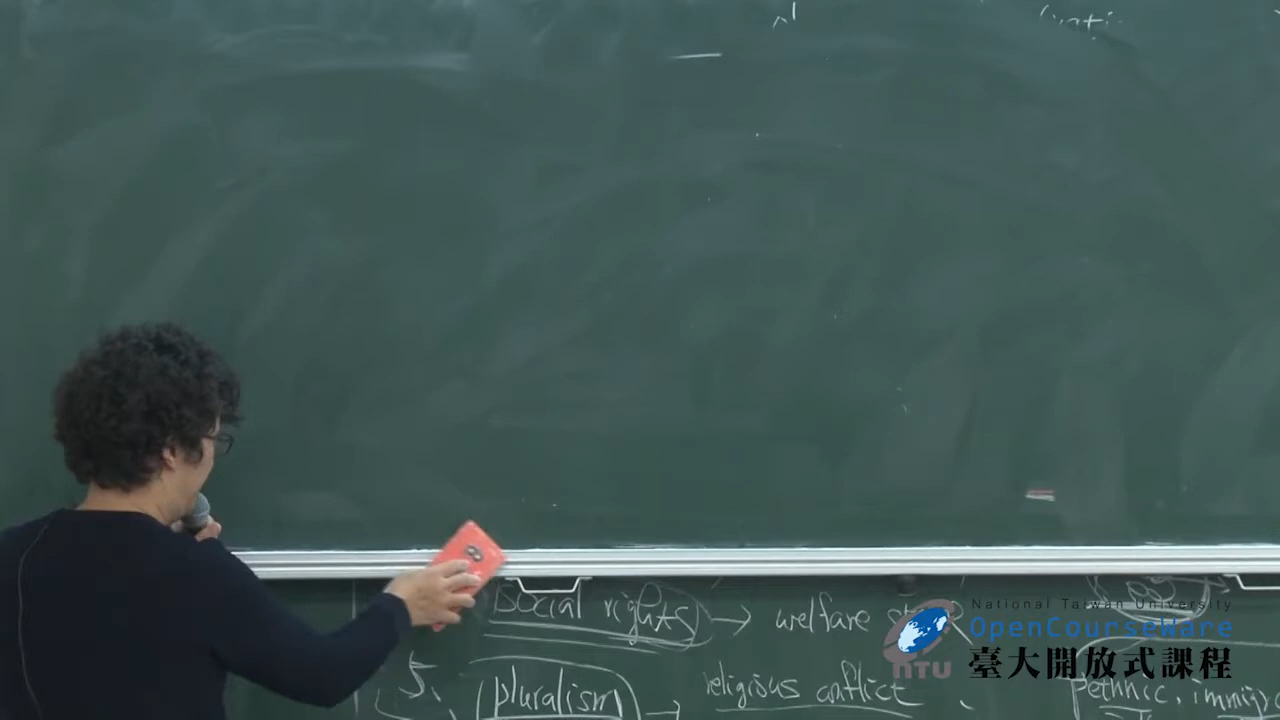 social rights → welfare
5. pluralism → religious conflict 、 ethnic, immig
National Taiwan University
OpenCourseWare
NTU 臺大開放式課程